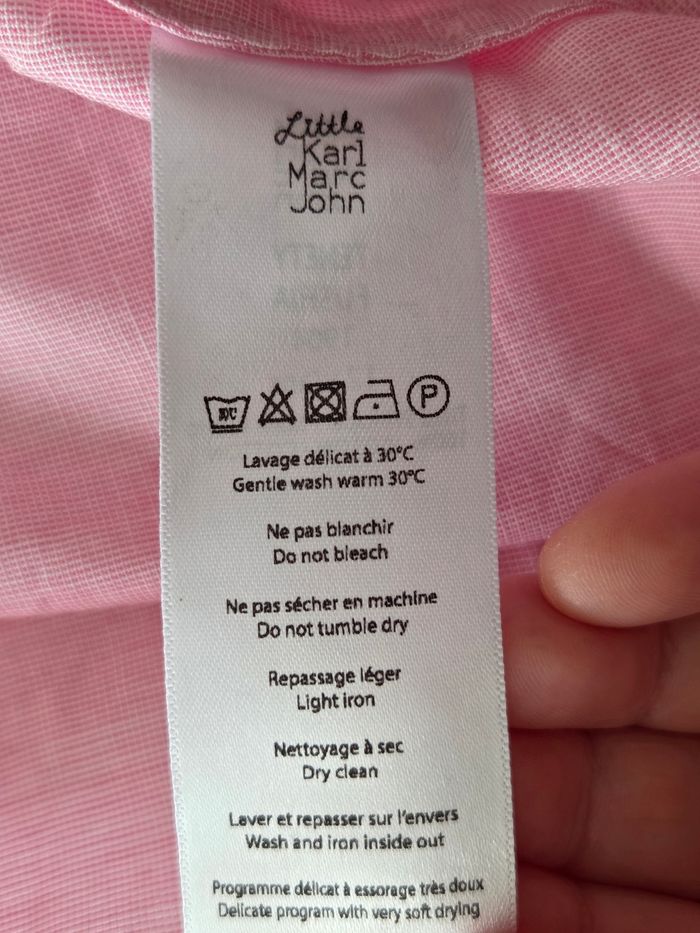 Little
Karl
Marc
John
30°C
P
Lavage délicat à 30°C
Gentle wash warm 30°C
Ne pas blanchir
Do not bleach
Ne pas sécher en machine
Do not tumble dry
Repassage léger
Light iron
Nettoyage à sec
Dry clean
Laver et repasser sur l'envers
Wash and iron inside out
Programme délicat à essorage très doux
Delicate program with very soft drying